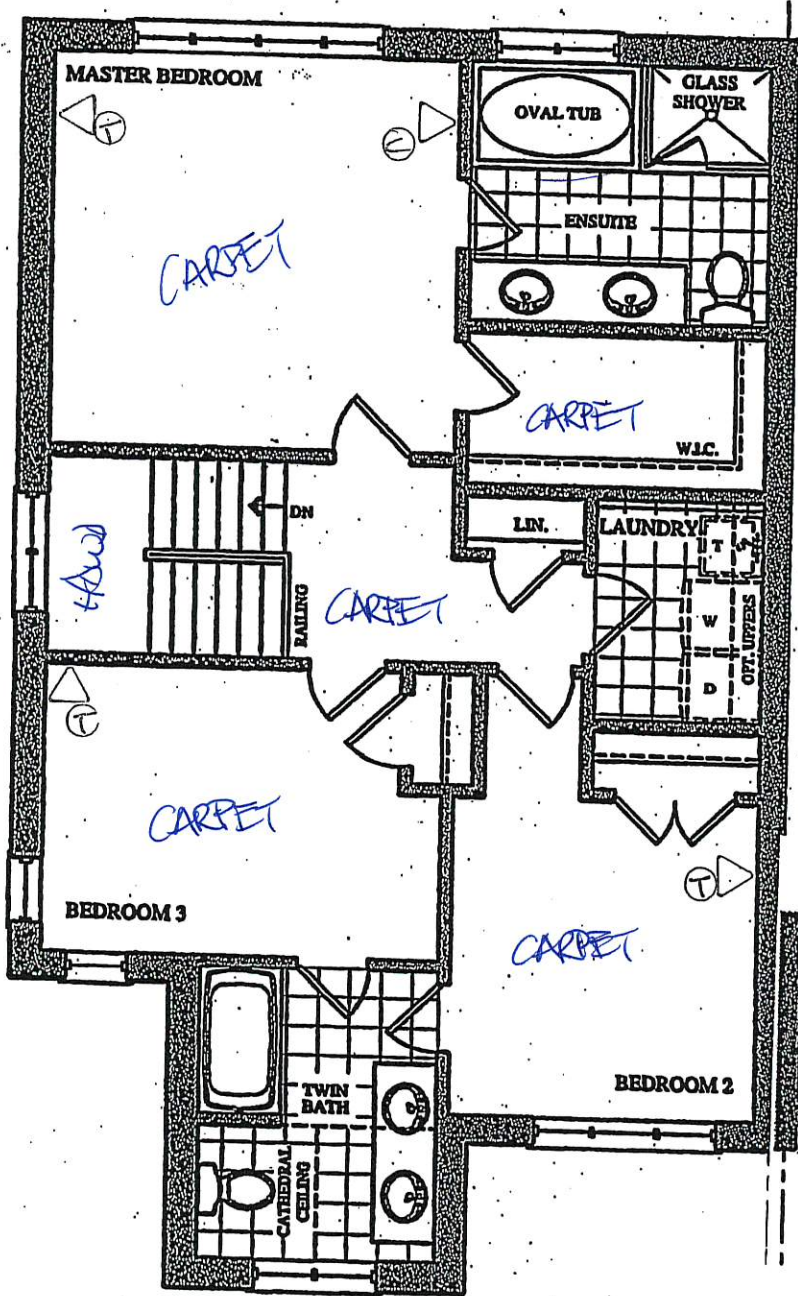 MASTER BEDROOM
GLASS
SHOWER
OVAL TUB
T
C
ENSUITE
CARPET
CARPET
W.I.C.
DN
LIN.
LAUNDRY
T
W
D
OPT. UPPERS
RAILING
CARPET
T
CARPET
BEDROOM 3
T
CARPET
BEDROOM 2
TWIN
BATH
CATHEDRAL
CEILING